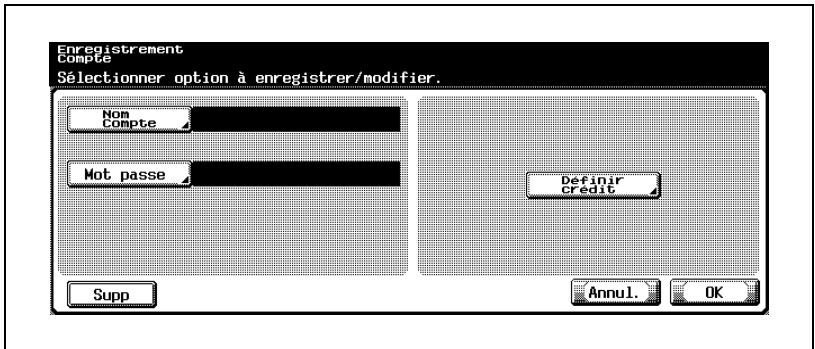 Enregistrement
Compte
Sélectionner option à enregistrer/modifier.
Nom
Compte
Mot passe
Définir
crédit
Supp
Annul.
OK